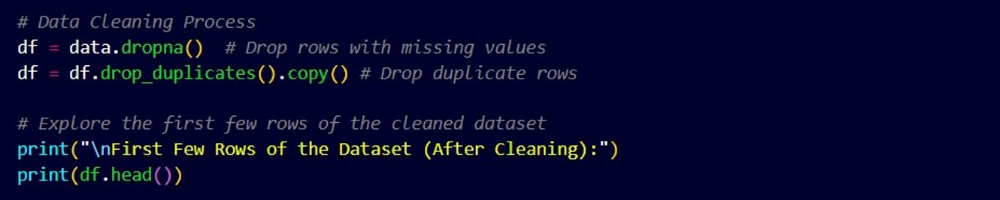 # Data Cleaning Process
df = data.dropna()  # Drop rows with missing values
df = df.drop_duplicates().copy() # Drop duplicate rows
# Explore the first few rows of the cleaned dataset
print("\nFirst Few Rows of the Dataset (After Cleaning):")
print(df.head())